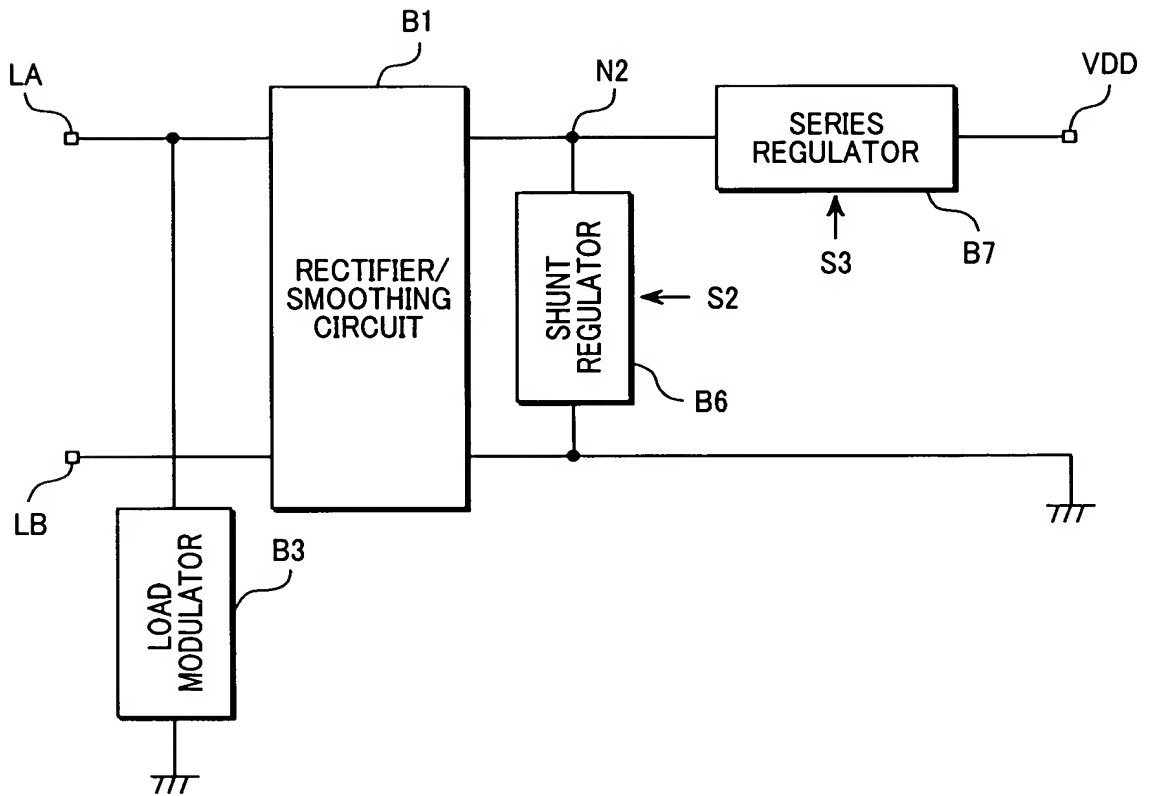 B1
LA
N2
VDD
SERIES
REGULATOR
S3
B7
RECTIFIER/
SMOOTHING
CIRCUIT
SHUNT
REGULATOR
S2
B6
LB
LOAD
MODULATOR
B3